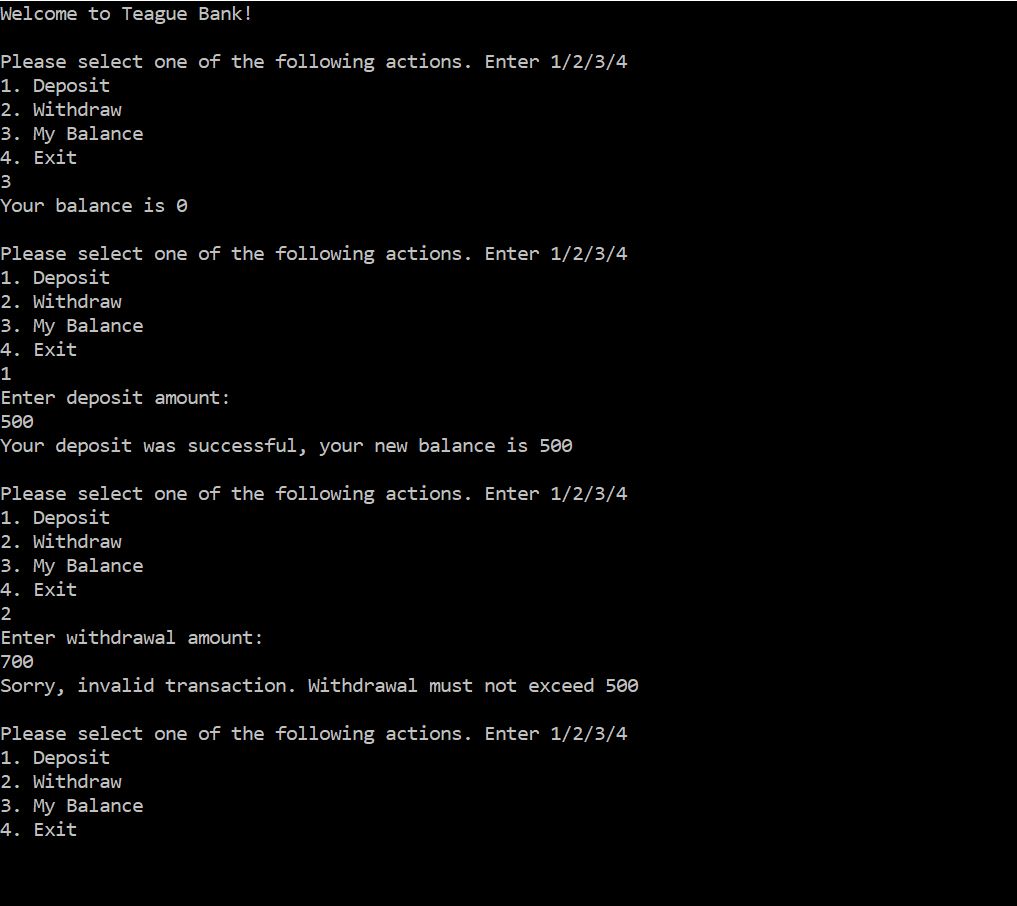 Welcome to Teague Bank!
Please select one of the following actions. Enter 1/2/3/4
1. Deposit
2. Withdraw
3. My Balance
4. Exit
3
Your balance is 0
Please select one of the following actions. Enter 1/2/3/4
1. Deposit
2. Withdraw
3. My Balance
4. Exit
1
Enter deposit amount:
500
Your deposit was successful, your new balance is 500
Please select one of the following actions. Enter 1/2/3/4
1. Deposit
2. Withdraw
3. My Balance
4. Exit
2
Enter withdrawal amount:
700
Sorry, invalid transaction. Withdrawal must not exceed 500
Please select one of the following actions. Enter 1/2/3/4
1. Deposit
2. Withdraw
3. My Balance
4. Exit